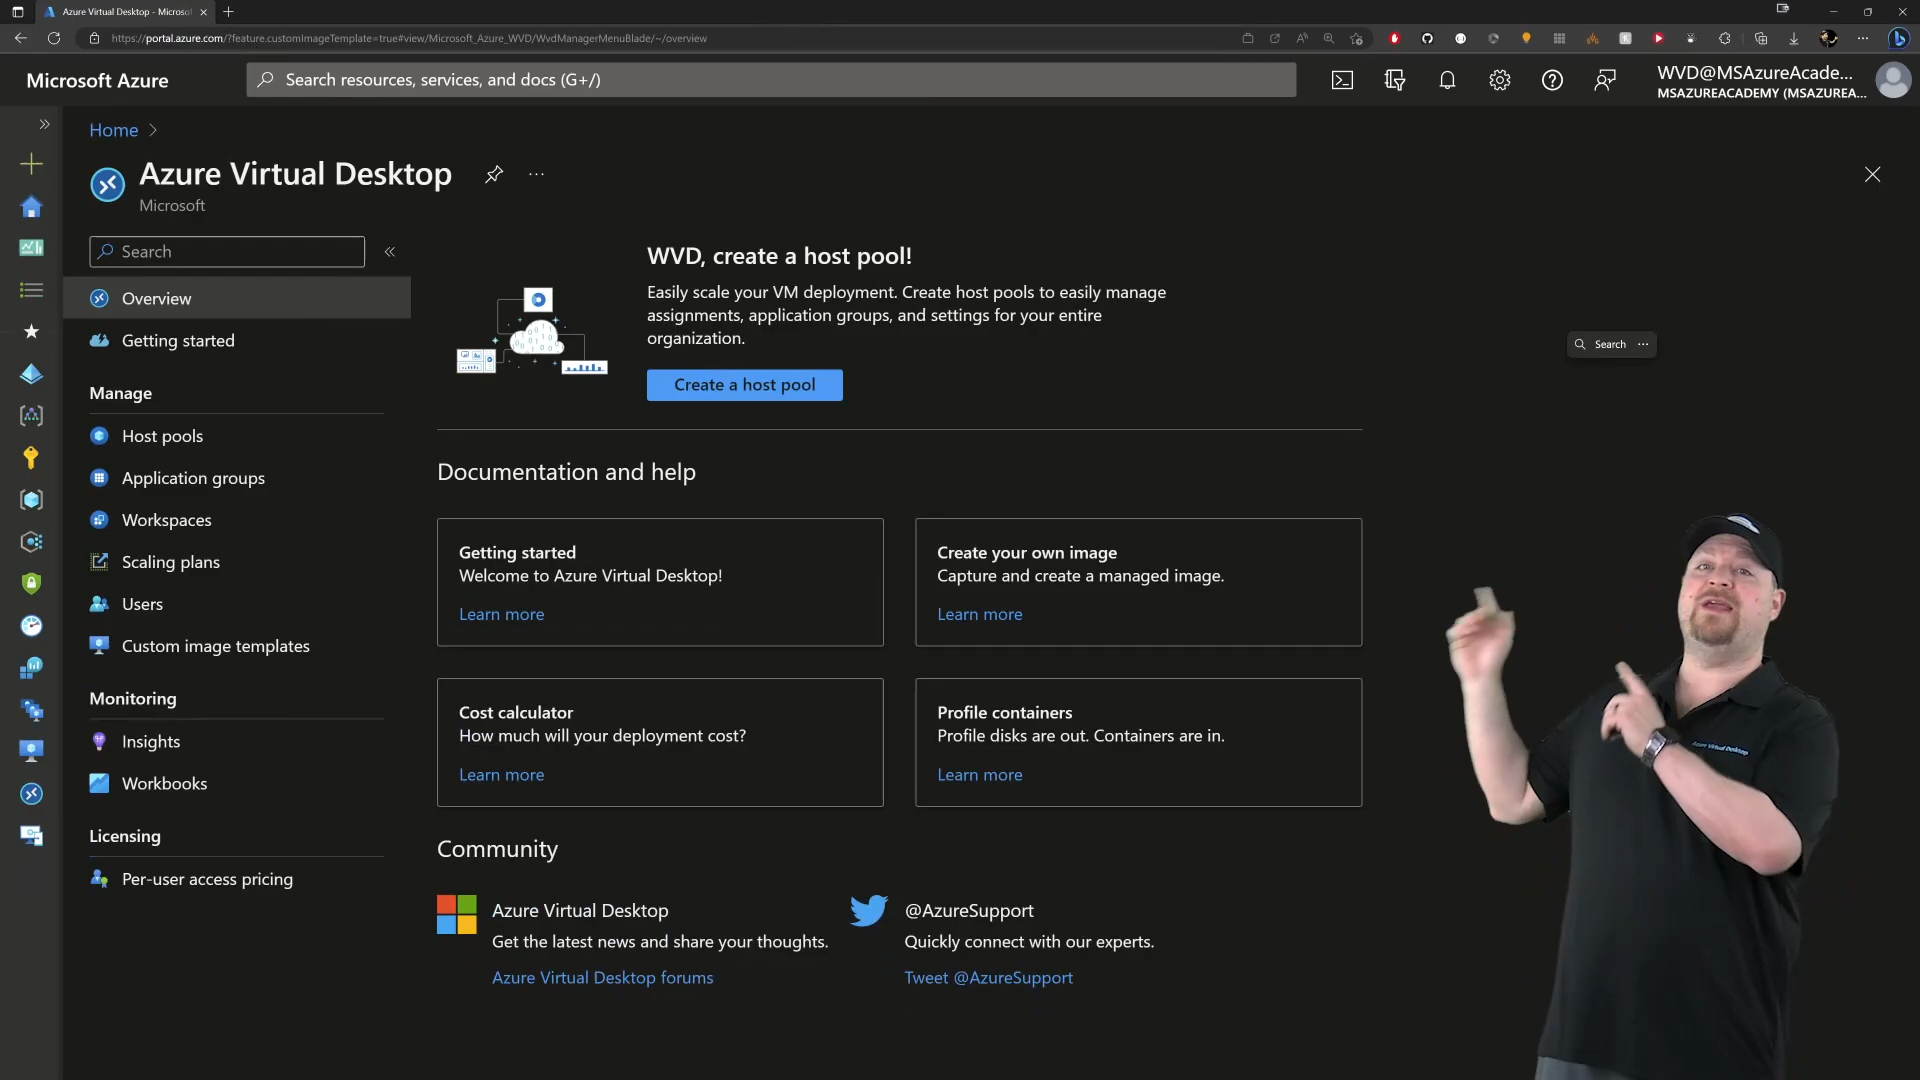 Azure Virtual Desktop - Microsof
https://portal.azure.com/?feature.customImageTemplate=true#view/Microsoft_Azure_WVD/WvdManagerMenuBlade/~/overview
Microsoft Azure
Search resources, services, and docs (G+/)
WVD@MSAzureAcade...
MSAZUREACADEMY (MSAZUREA...
Home
Azure Virtual Desktop
Microsoft
Search
Overview
Getting started
Manage
Host pools
Application groups
Workspaces
Scaling plans
Users
Custom image templates
Monitoring
Insights
Workbooks
Licensing
Per-user access pricing
WVD, create a host pool!
Easily scale your VM deployment. Create host pools to easily manage
assignments, application groups, and settings for your entire
organization.
Create a host pool
Search
Documentation and help
Getting started
Welcome to Azure Virtual Desktop!
Learn more
Create your own image
Capture and create a managed image.
Learn more
Cost calculator
How much will your deployment cost?
Learn more
Profile containers
Profile disks are out. Containers are in.
Learn more
Community
Azure Virtual Desktop
Get the latest news and share your thoughts.
Azure Virtual Desktop forums
@AzureSupport
Quickly connect with our experts.
Tweet @AzureSupport
Azure Virtual Desktop